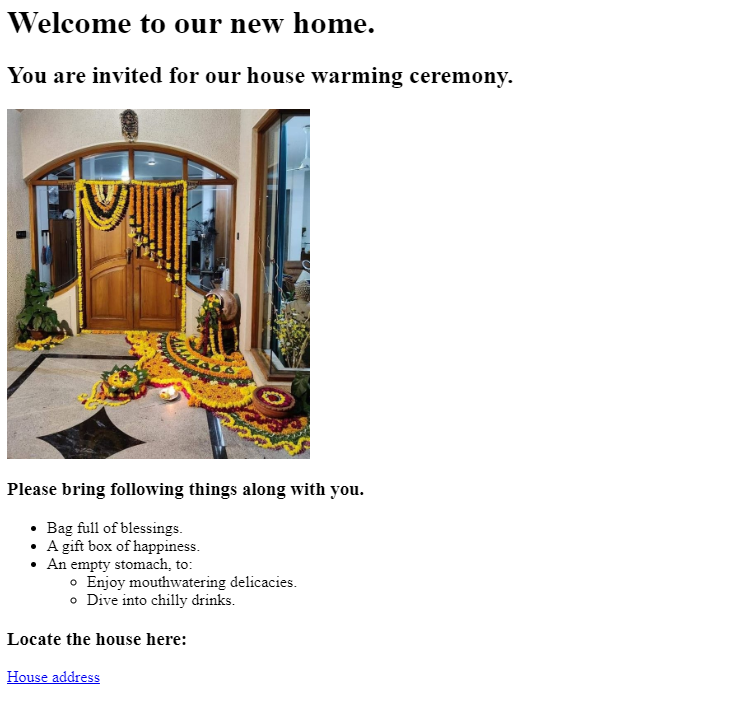 Welcome to our new home.
You are invited for our house warming ceremony.
Please bring following things along with you.
Bag full of blessings.
A gift box of happiness.
An empty stomach, to:
Enjoy mouthwatering delicacies.
Dive into chilly drinks.
Locate the house here:
House address